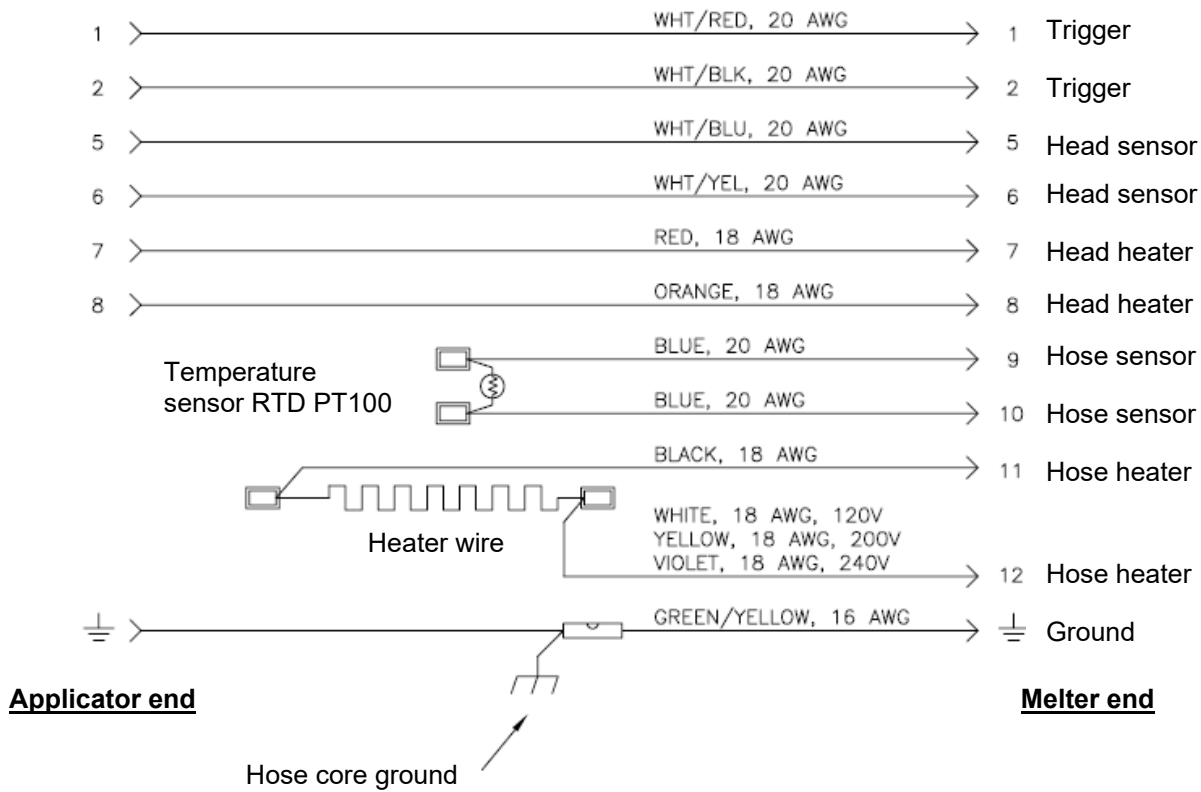 1 WHT/RED, 20 AWG 1 Trigger
2 WHT/BLK, 20 AWG 2 Trigger
5 WHT/BLU, 20 AWG 5 Head sensor
6 WHT/YEL, 20 AWG 6 Head sensor
7 RED, 18 AWG 7 Head heater
8 ORANGE, 18 AWG 8 Head heater
BLUE, 20 AWG 9 Hose sensor
Temperature
sensor RTD PT100
BLUE, 20 AWG 10 Hose sensor
BLACK, 18 AWG 11 Hose heater
Heater wire
WHITE, 18 AWG, 120V
YELLOW, 18 AWG, 200V
VIOLET, 18 AWG, 240V
12 Hose heater
GREEN/YELLOW, 16 AWG Ground
Applicator end Melter end
Hose core ground